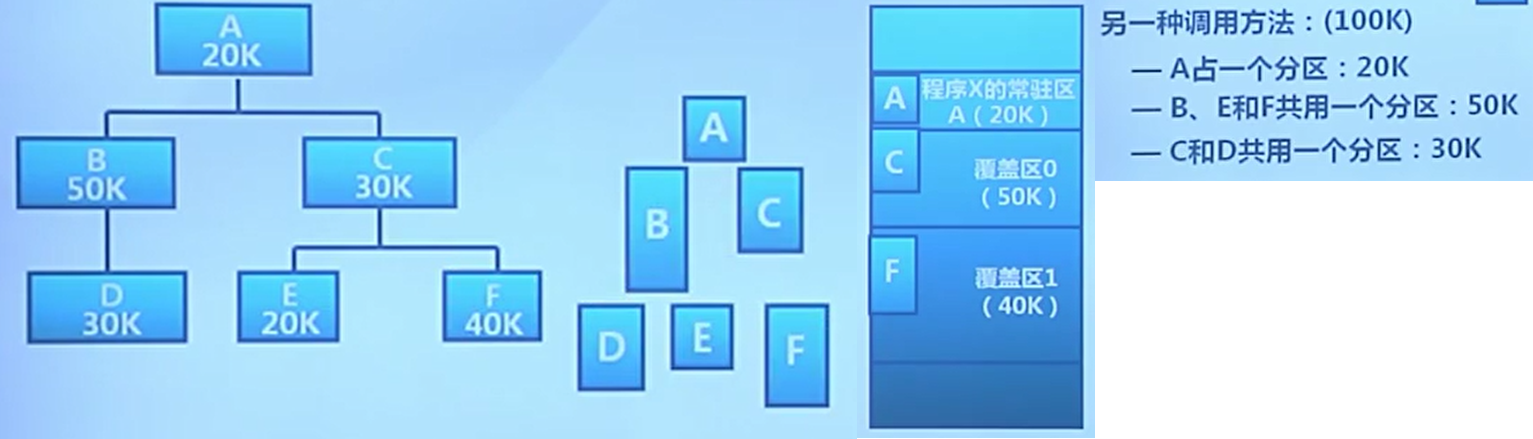 A
20K
B
50K
C
30K
D
30K
E
20K
F
40K
A
B
C
D
E
F
A
程序X的常驻区
A（20K）
C
覆盖区0
（50K）
F
覆盖区1
（40K）
另一种调用方法：(100K)
— A占一个分区：20K
— B、E和F共用一个分区：50K
— C和D共用一个分区：30K